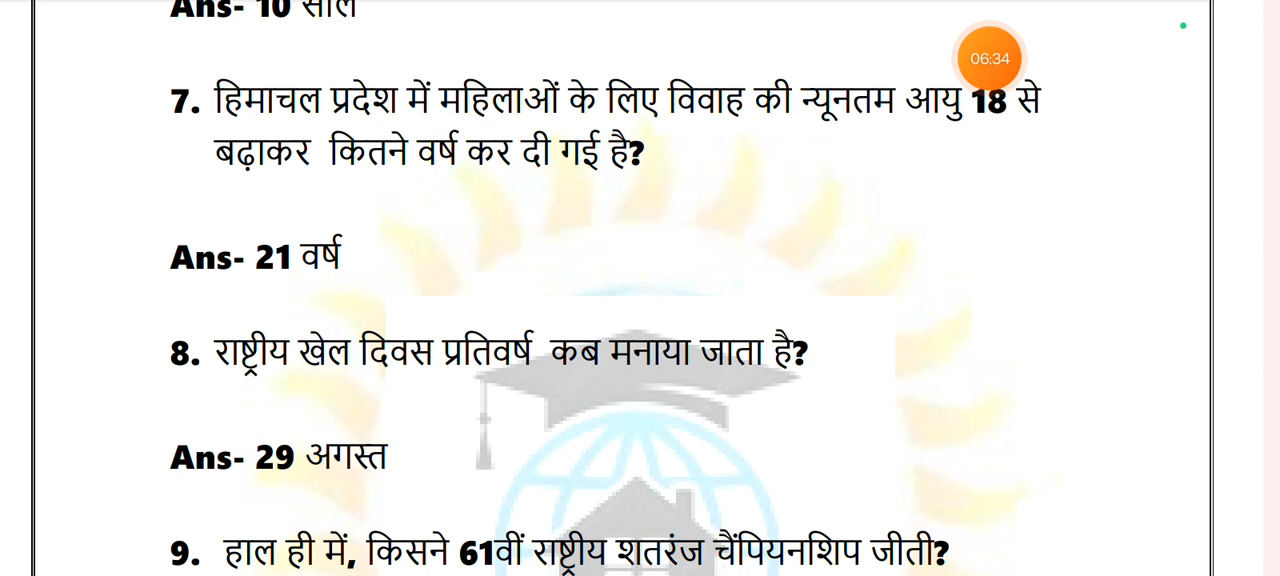 Ans- 10 साल
06:34
7. हिमाचल प्रदेश में महिलाओं के लिए विवाह की न्यूनतम आयु 18 से
बढ़ाकर कितने वर्ष कर दी गई है?
Ans- 21 वर्ष
8. राष्ट्रीय खेल दिवस प्रतिवर्ष कब मनाया जाता है?
Ans- 29 अगस्त
9. हाल ही में, किसने 61वीं राष्ट्रीय शतरंज चैंपियनशिप जीती?